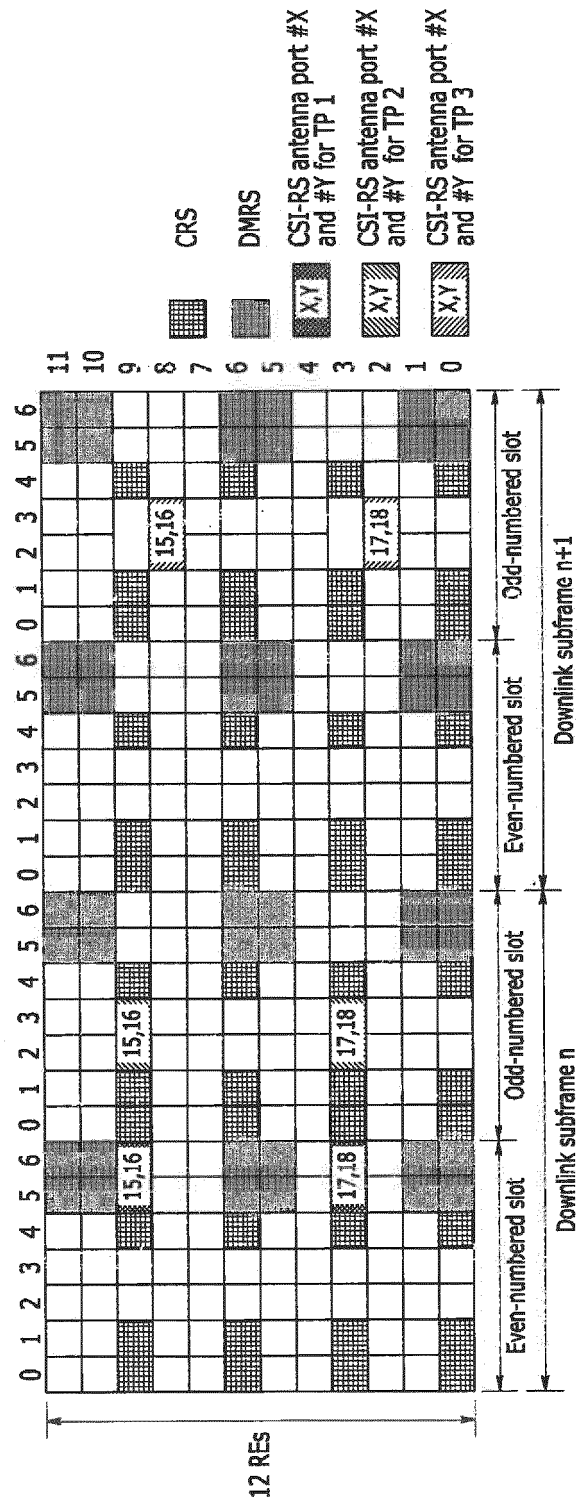 0 1 2 3 4 5 6 0 1 2 3 4 5 6 0 1 2 3 4 5 6 0 1 2 3 4 5 6
12 REs
11
10
9
8
7
6
5
4
3
2
1
0
15,16
15,16
15,16
17,18
17,18
17,18
Even-numbered slot
Odd-numbered slot
Even-numbered slot
Odd-numbered slot
Downlink subframe n
Downlink subframe n+1
CRS
DMRS
X,Y
CSI-RS antenna port #X
and #Y for TP 1
X,Y
CSI-RS antenna port #X
and #Y for TP 2
X,Y
CSI-RS antenna port #X
and #Y for TP 3